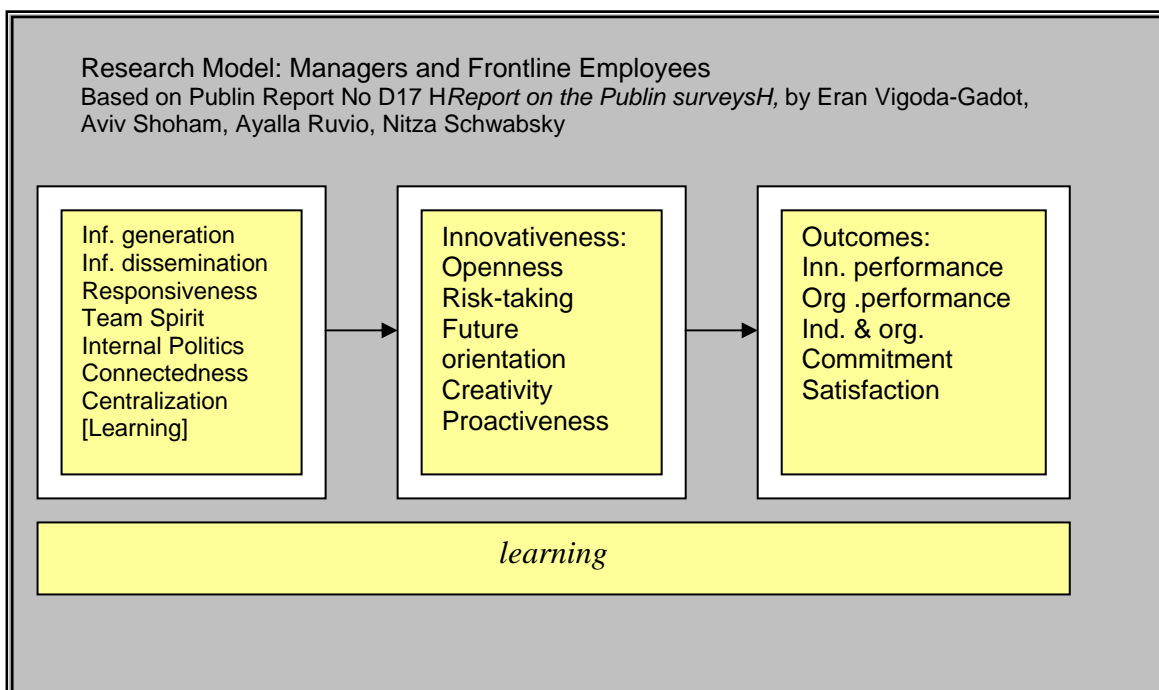 Research Model: Managers and Frontline Employees
Based on Publin Report No D17 HReport on the Publin surveysH, by Eran Vigoda-Gadot,
Aviv Shoham, Ayalla Ruvio, Nitza Schwabsky
Inf. generation
Inf. dissemination
Responsiveness
Team Spirit
Internal Politics
Connectedness
Centralization
[Learning]
Innovativeness:
Openness
Risk-taking
Future
orientation
Creativity
Proactiveness
Outcomes:
Inn. performance
Org .performance
Ind. & org.
Commitment
Satisfaction
learning